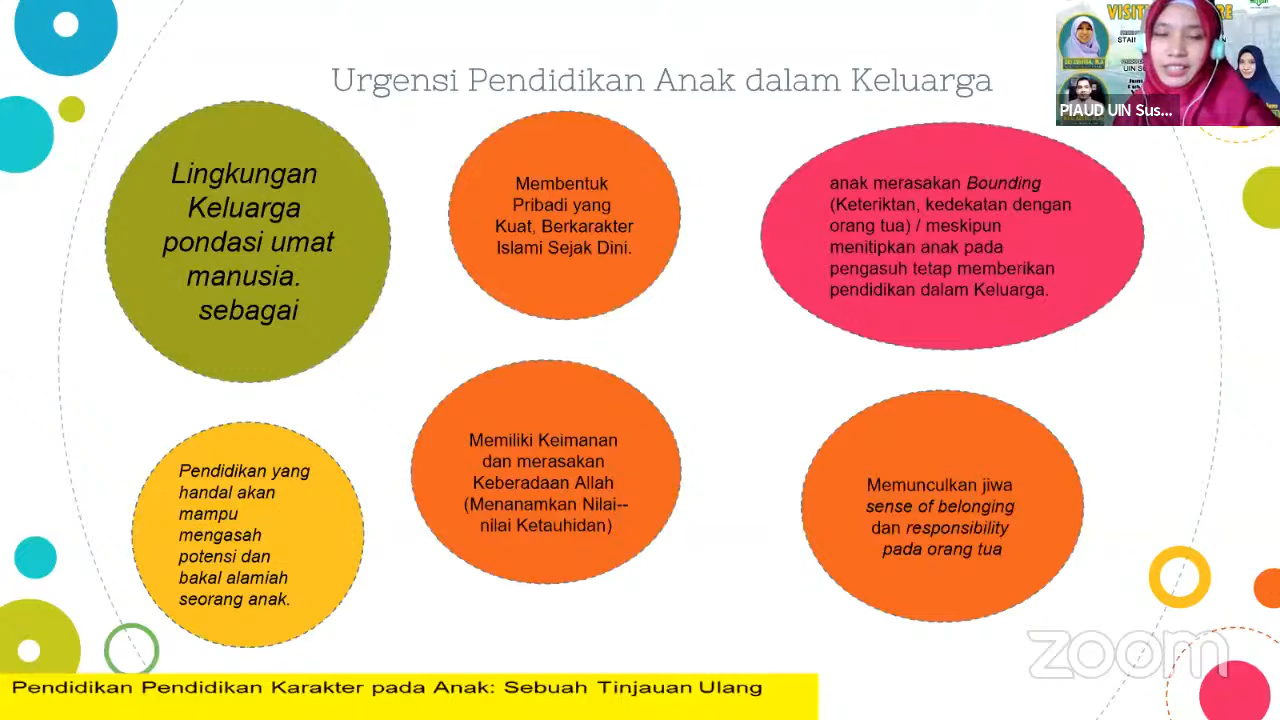 Urgensi Pendidikan Anak dalam Keluarga
Lingkungan
Keluarga
pondasi umat
manusia.
sebagai
Membentuk
Pribadi yang
Kuat, Berkarakter
Islami Sejak Dini.
anak merasakan Bounding
(Keteriktan, kedekatan dengan
orang tua) / meskipun
menitipkan anak pada
pengasuh tetap memberikan
pendidikan dalam Keluarga.
Pendidikan yang
handal akan
mampu
mengasah
potensi dan
bakal alamiah
seorang anak.
Memiliki Keimanan
dan merasakan
Keberadaan Allah
(Menanamkan Nilai--
nilai Ketauhidan)
Memunculkan jiwa
sense of belonging
dan responsibility
pada orang tua
PIAUD UIN Sus...
zoom
Pendidikan Pendidikan Karakter pada Anak: Sebuah Tinjauan Ulang